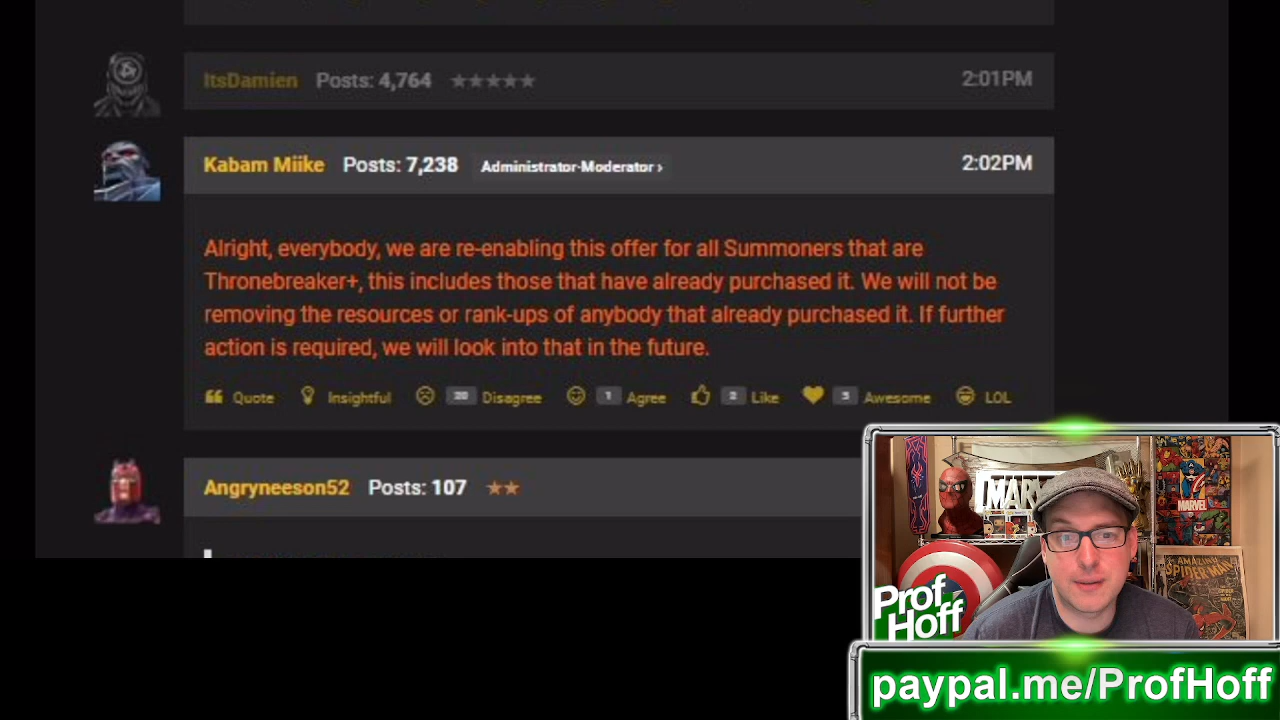 ItsDamien Posts: 4,764 2:01PM
Kabam Miike Posts: 7,238 Administrator-Moderator › 2:02PM
Alright, everybody, we are re-enabling this offer for all Summoners that are
Thronebreaker+, this includes those that have already purchased it. We will not be
removing the resources or rank-ups of anybody that already purchased it. If further
action is required, we will look into that in the future.
Quote Insightful 20 Disagree 1 Agree 2 Like 3 Awesome LOL
Angryneeson52 Posts: 107
MARV
MARVEL
AMAZING
SPIDER-MAN
Prof
Hoff
paypal.me/ProfHoff